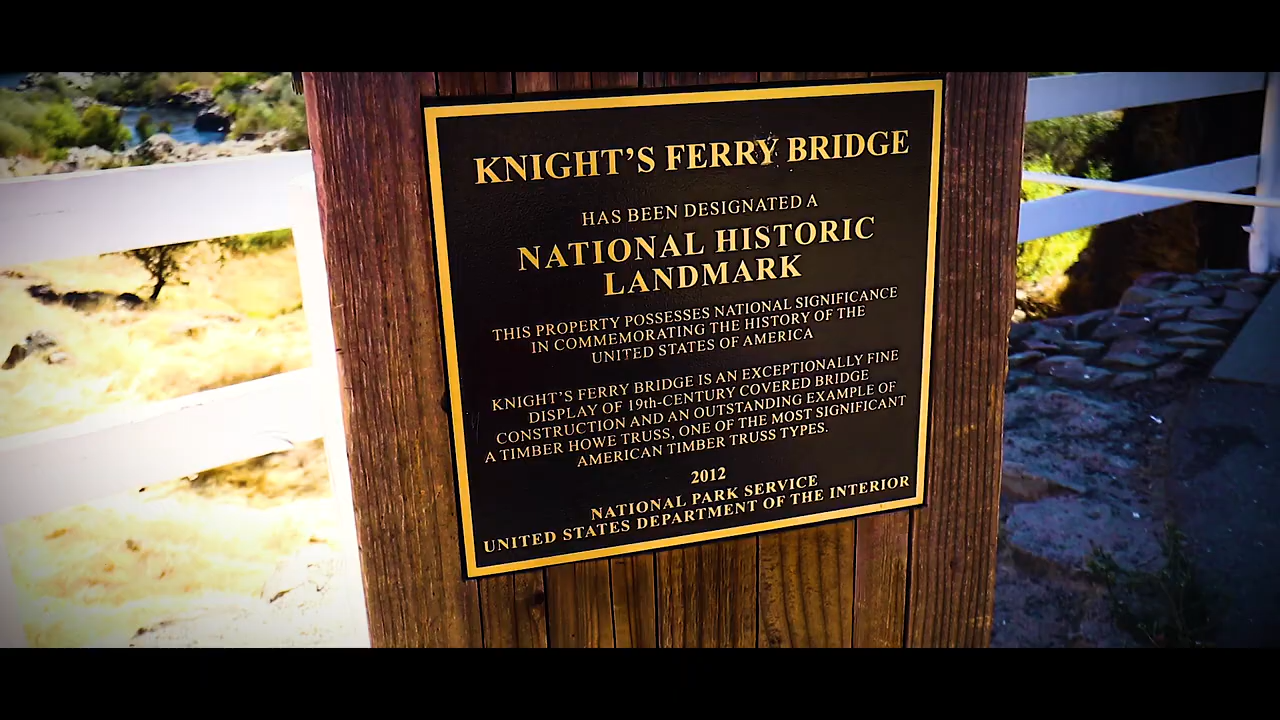 KNIGHT'S FERRY BRIDGE
HAS BEEN DESIGNATED A
NATIONAL HISTORIC
LANDMARK
THIS PROPERTY POSSESSES NATIONAL SIGNIFICANCE
IN COMMEMORATING THE HISTORY OF THE
UNITED STATES OF AMERICA
KNIGHT'S FERRY BRIDGE IS AN EXCEPTIONALLY FINE
DISPLAY OF 19th-CENTURY COVERED BRIDGE
CONSTRUCTION AND AN OUTSTANDING EXAMPLE OF
A TIMBER HOWE TRUSS, ONE OF THE MOST SIGNIFICANT
AMERICAN TIMBER TRUSS TYPES.
2012
NATIONAL PARK SERVICE
UNITED STATES DEPARTMENT OF THE INTERIOR